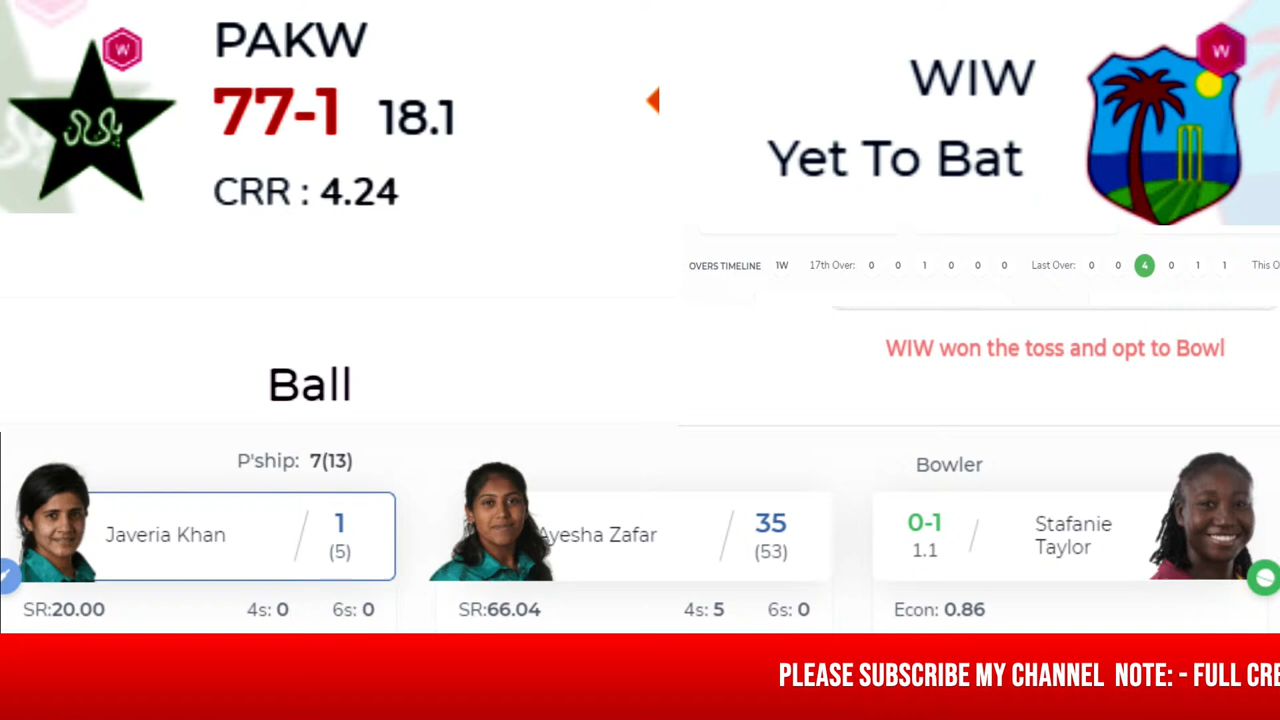 PAKW
W
77-1 18.1
CRR : 4.24
WIW
W
Yet To Bat
OVERS TIMELINE 1W 17th Over: 0 0 1 0 0 0 Last Over: 0 0 4 0 1 1 This O
WIW won the toss and opt to Bowl
Ball
P'ship: 7(13)
Javeria Khan 1
(5)
SR:20.00 4s: 0 6s: 0
Ayesha Zafar 35
(53)
SR:66.04 4s: 5 6s: 0
Bowler
0-1 Stafanie
1.1 Taylor
Econ: 0.86
PLEASE SUBSCRIBE MY CHANNEL NOTE: - FULL CRE